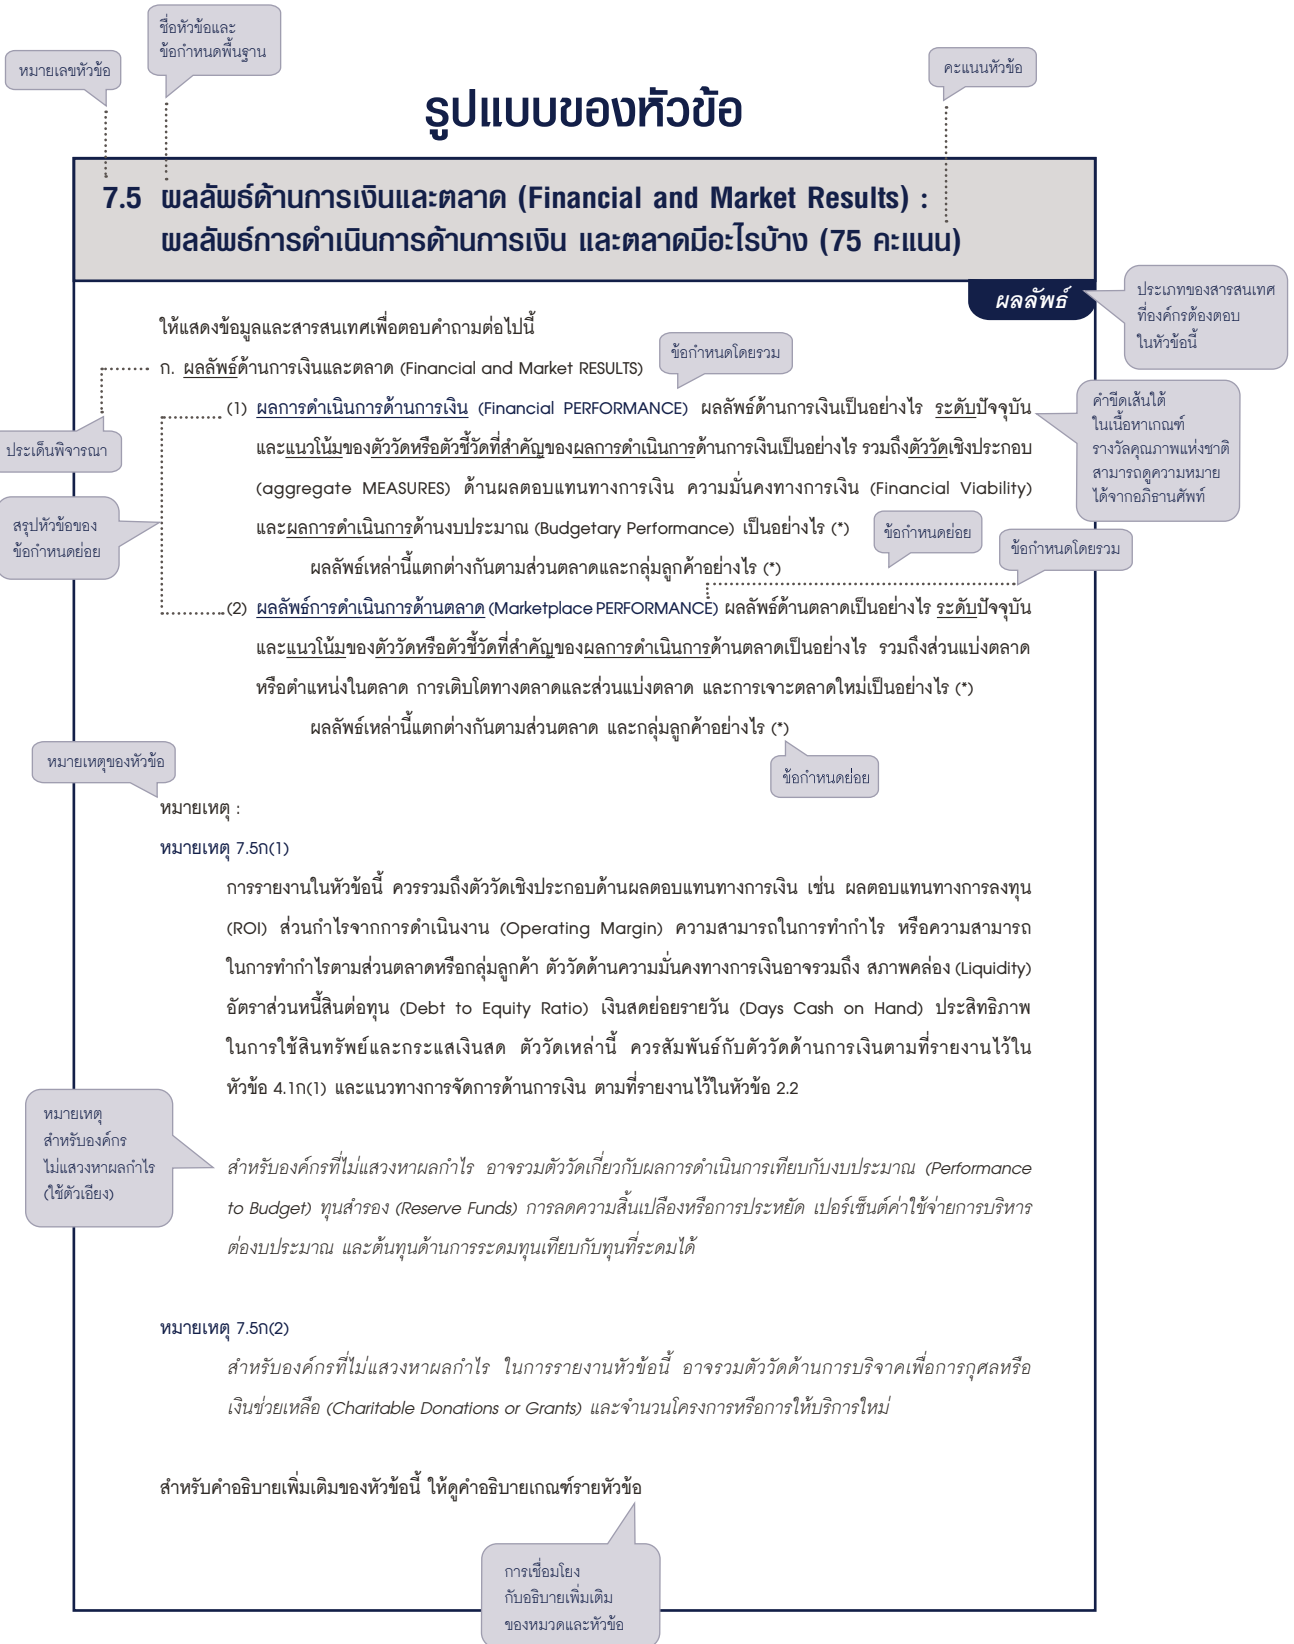 ชื่อหัวข้อและ
ข้อกำหนดพื้นฐาน
หมายเลขหัวข้อ
คะแนนหัวข้อ
รูปแบบของหัวข้อ
7.5 ผลลัพธ์ด้านการเงินและตลาด (Financial and Market Results) :
ผลลัพธ์การดำเนินการด้านการเงิน และตลาดมีอะไรบ้าง (75 คะแนน)
ผลลัพธ์
ประเภทของสารสนเทศ
ที่องค์กรต้องตอบ
ในหัวข้อนี้
ให้แสดงข้อมูลและสารสนเทศเพื่อตอบคำถามต่อไปนี้
ข้อกำหนดโดยรวม
ก. ผลลัพธ์ด้านการเงินและตลาด (Financial and Market RESULTS)
(1) ผลการดำเนินการด้านการเงิน (Financial PERFORMANCE) ผลลัพธ์ด้านการเงินเป็นอย่างไร ระดับปัจจุบัน
และแนวโน้มของตัววัดหรือตัวชี้วัดที่สำคัญของผลการดำเนินการด้านการเงินเป็นอย่างไร รวมถึงตัววัดเชิงประกอบ
(aggregate MEASURES) ด้านผลตอบแทนทางการเงิน ความมั่นคงทางการเงิน (Financial Viability)
และผลการดำเนินการด้านงบประมาณ (Budgetary Performance) เป็นอย่างไร (*)
ผลลัพธ์เหล่านี้แตกต่างกันตามส่วนตลาดและกลุ่มลูกค้าอย่างไร (*)
คำขีดเส้นใต้
ในเนื้อหาเกณฑ์
รางวัลคุณภาพแห่งชาติ
สามารถดูความหมาย
ได้จากอภิธานศัพท์
ประเด็นพิจารณา
สรุปหัวข้อของ
ข้อกำหนดย่อย
ข้อกำหนดย่อย
ข้อกำหนดโดยรวม
(2) ผลลัพธ์การดำเนินการด้านตลาด (Marketplace PERFORMANCE) ผลลัพธ์ด้านตลาดเป็นอย่างไร ระดับปัจจุบัน
และแนวโน้มของตัววัดหรือตัวชี้วัดที่สำคัญของผลการดำเนินการด้านตลาดเป็นอย่างไร รวมถึงส่วนแบ่งตลาด
หรือตำแหน่งในตลาด การเติบโตทางตลาดและส่วนแบ่งตลาด และการเจาะตลาดใหม่เป็นอย่างไร (*)
ผลลัพธ์เหล่านี้แตกต่างกันตามส่วนตลาด และกลุ่มลูกค้าอย่างไร (*)
หมายเหตุของหัวข้อ
ข้อกำหนดย่อย
หมายเหตุ :
หมายเหตุ 7.5ก(1)
การรายงานในหัวข้อนี้ ควรรวมถึงตัววัดเชิงประกอบด้านผลตอบแทนทางการเงิน เช่น ผลตอบแทนทางการลงทุน
(ROI) ส่วนกำไรจากการดำเนินงาน (Operating Margin) ความสามารถในการทำกำไร หรือความสามารถ
ในการทำกำไรตามส่วนตลาดหรือกลุ่มลูกค้า ตัววัดด้านความมั่นคงทางการเงินอาจรวมถึง สภาพคล่อง (Liquidity)
อัตราส่วนหนี้สินต่อทุน (Debt to Equity Ratio) เงินสดย่อยรายวัน (Days Cash on Hand) ประสิทธิภาพ
ในการใช้สินทรัพย์และกระแสเงินสด ตัววัดเหล่านี้ ควรสัมพันธ์กับตัววัดด้านการเงินตามที่รายงานไว้ใน
หัวข้อ 4.1ก(1) และแนวทางการจัดการด้านการเงิน ตามที่รายงานไว้ในหัวข้อ 2.2
หมายเหตุ
สำหรับองค์กร
ไม่แสวงหาผลกำไร
(ใช้ตัวเอียง)
สำหรับองค์กรที่ไม่แสวงหาผลกำไร อาจรวมตัววัดเกี่ยวกับผลการดำเนินการเทียบกับงบประมาณ (Performance
to Budget) ทุนสำรอง (Reserve Funds) การลดความสิ้นเปลืองหรือการประหยัด เปอร์เซ็นต์ค่าใช้จ่ายการบริหาร
ต่องบประมาณ และต้นทุนด้านการระดมทุนเทียบกับทุนที่ระดมได้
หมายเหตุ 7.5ก(2)
สำหรับองค์กรที่ไม่แสวงหาผลกำไร ในการรายงานหัวข้อนี้ อาจรวมตัววัดด้านการบริจาคเพื่อการกุศลหรือ
เงินช่วยเหลือ (Charitable Donations or Grants) และจำนวนโครงการหรือการให้บริการใหม่
สำหรับคำอธิบายเพิ่มเติมของหัวข้อนี้ ให้ดูคำอธิบายเกณฑ์รายหัวข้อ
การเชื่อมโยง
กับอธิบายเพิ่มเติม
ของหมวดและหัวข้อ